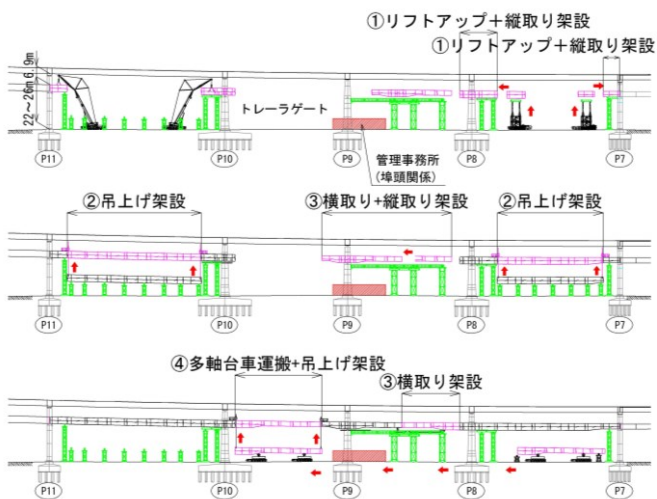 ①リフトアップ＋縦取り架設
①リフトアップ＋縦取り架設
22～26m 6.9m
トレーラゲート
管理事務所
(埠頭関係)
P11 P10 P9 P8 P7
②吊上げ架設 ③横取り＋縦取り架設 ②吊上げ架設
P11 P10 P9 P8 P7
④多軸台車運搬+吊上げ架設
③横取り架設
P11 P10 P9 P8 P7